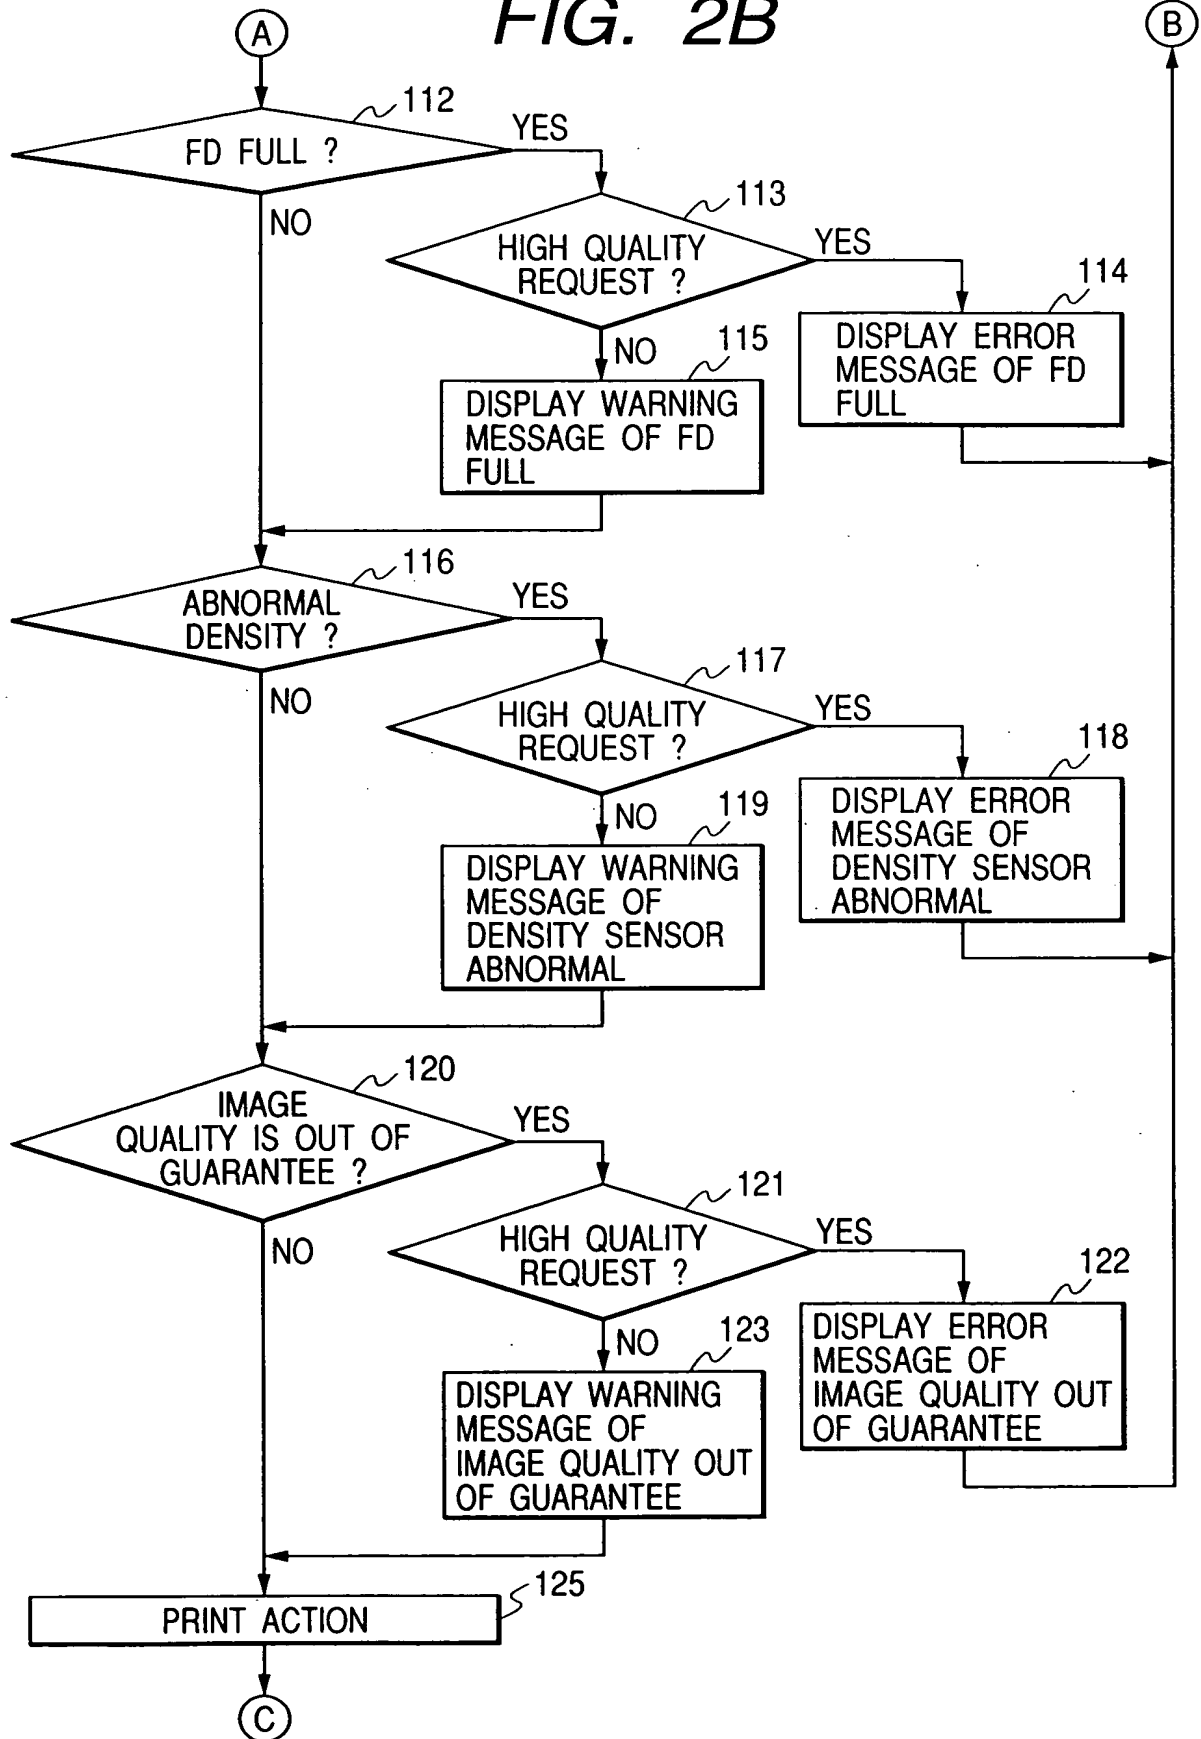 FIG. 2B
A
B
112
FD FULL ?
YES
NO
113
HIGH QUALITY
REQUEST ?
YES
NO
114
DISPLAY ERROR
MESSAGE OF FD
FULL
115
DISPLAY WARNING
MESSAGE OF FD
FULL
116
ABNORMAL
DENSITY ?
YES
NO
117
HIGH QUALITY
REQUEST ?
YES
NO
118
DISPLAY ERROR
MESSAGE OF
DENSITY SENSOR
ABNORMAL
119
DISPLAY WARNING
MESSAGE OF
DENSITY SENSOR
ABNORMAL
120
IMAGE
QUALITY IS OUT OF
GUARANTEE ?
YES
NO
121
HIGH QUALITY
REQUEST ?
YES
NO
122
DISPLAY ERROR
MESSAGE OF
IMAGE QUALITY OUT
OF GUARANTEE
123
DISPLAY WARNING
MESSAGE OF
IMAGE QUALITY OUT
OF GUARANTEE
125
PRINT ACTION
C